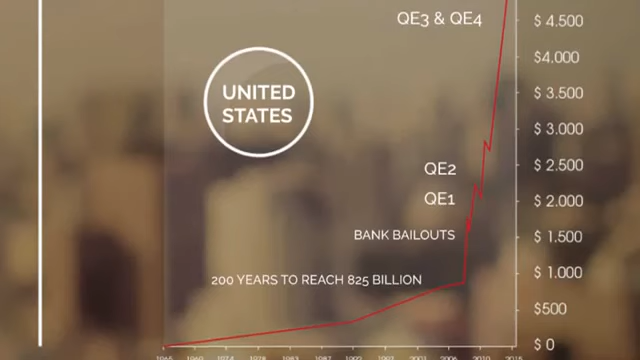 QE3 & QE4
UNITED
STATES
QE2
QE1
BANK BAILOUTS
200 YEARS TO REACH 825 BILLION
$ 4.500
$4.000
$ 3.500
$ 3.000
$ 2.500
$ 2.000
$ 1.500
$ 1.000
$500
$ 0